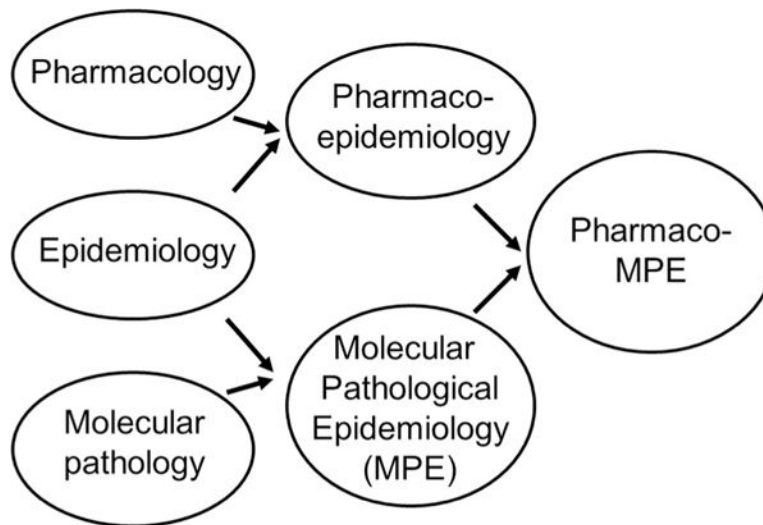 Pharmacology
Epidemiology
Molecular
pathology
Pharmaco-
epidemiology
Molecular
Pathological
Epidemiology
(MPE)
Pharmaco-
MPE